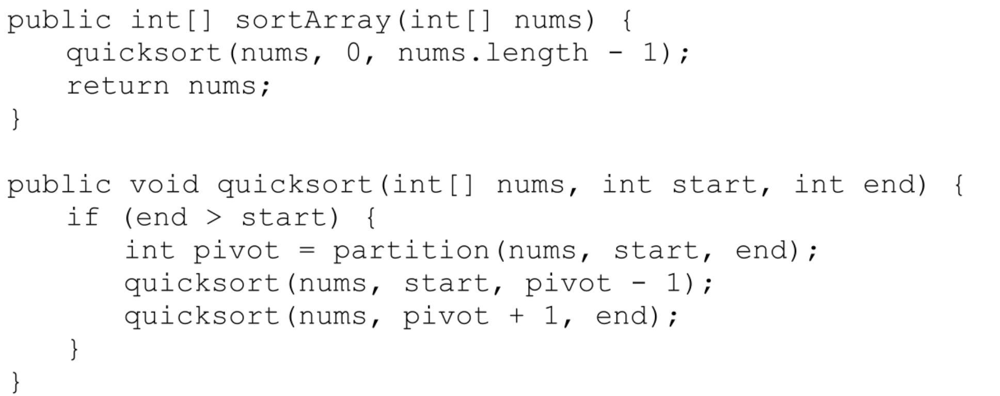 public int[] sortArray(int[] nums) {
    quicksort(nums, 0, nums.length - 1);
    return nums;
}

public void quicksort(int[] nums, int start, int end) {
    if (end > start) {
        int pivot = partition(nums, start, end);
        quicksort(nums, start, pivot - 1);
        quicksort(nums, pivot + 1, end);
    }
}